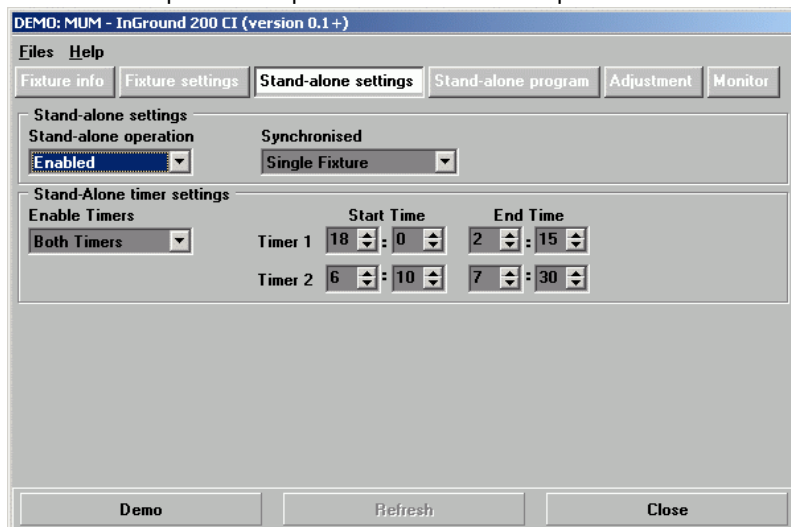 DEMO: MUM - InGround 200 CI (version 0.1+)
Files Help
Fixture info Fixture settings Stand-alone settings Stand-alone program Adjustment Monitor
Stand-alone settings
Stand-alone operation Synchronised
Enabled Single Fixture
Stand-Alone timer settings
Enable Timers Start Time End Time
Both Timers Timer 1 18 : 0 2 : 15
Timer 2 6 : 10 7 : 30
Demo Refresh Close